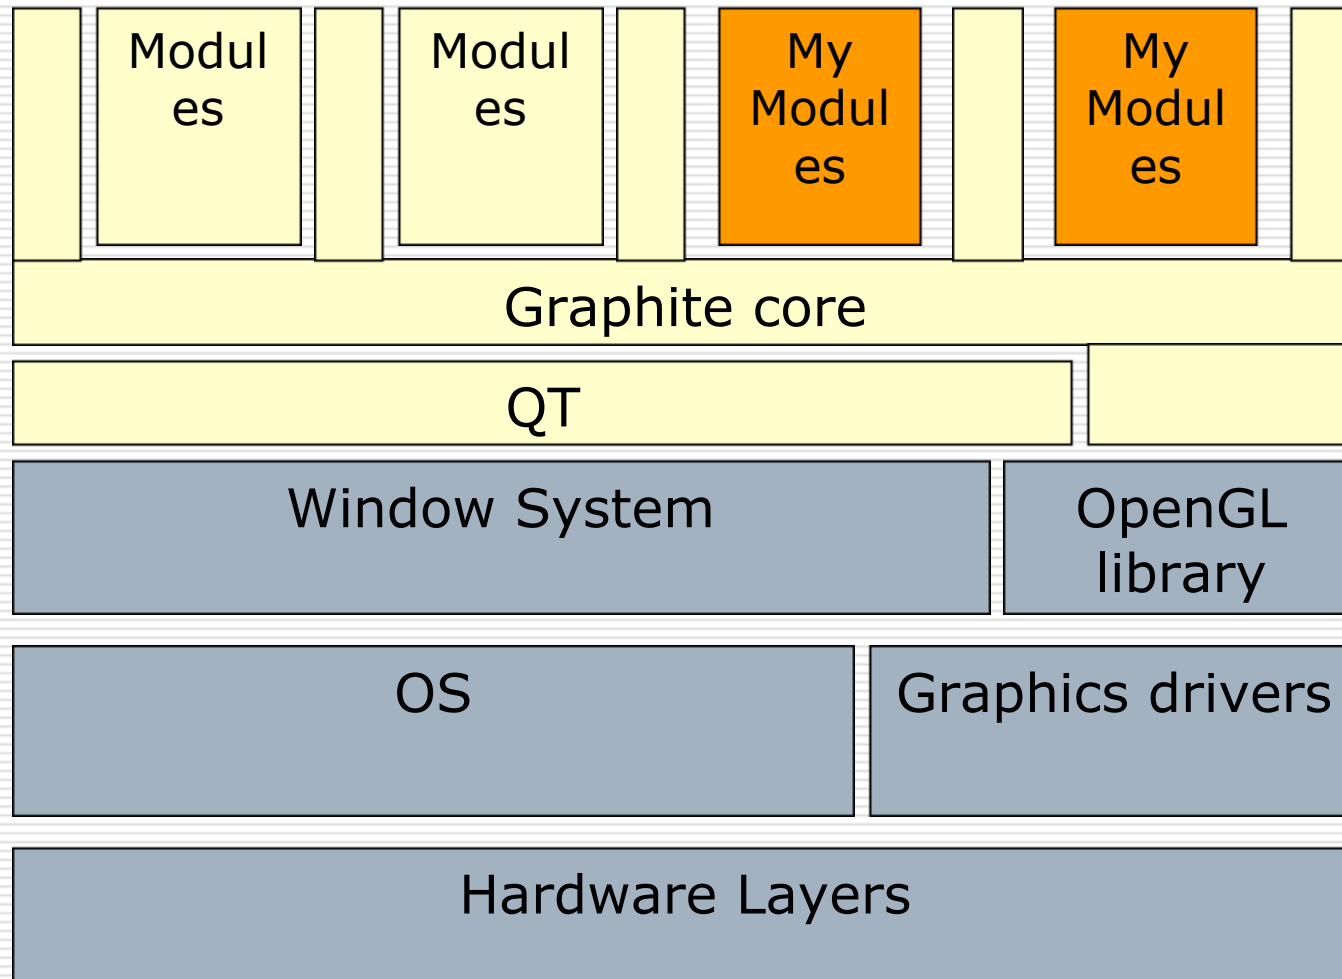 Modul
es
Modul
es
My
Modul
es
My
Modul
es
Graphite core
QT
Window System
OpenGL
library
OS
Graphics drivers
Hardware Layers